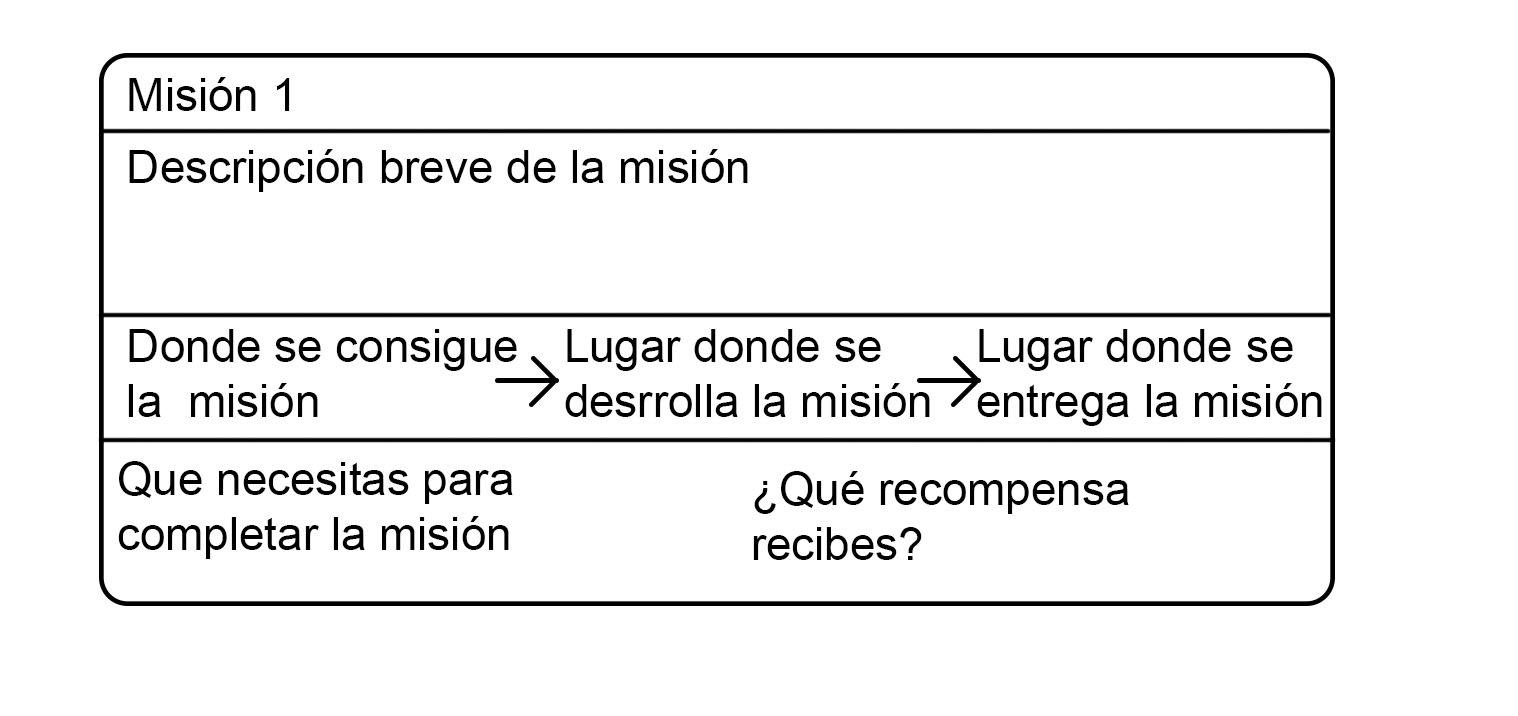 Misión 1
Descripción breve de la misión
Donde se consigue
la  misión
Lugar donde se
desrrolla la misión
Lugar donde se
entrega la misión
Que necesitas para
completar la misión
¿Qué recompensa
recibes?